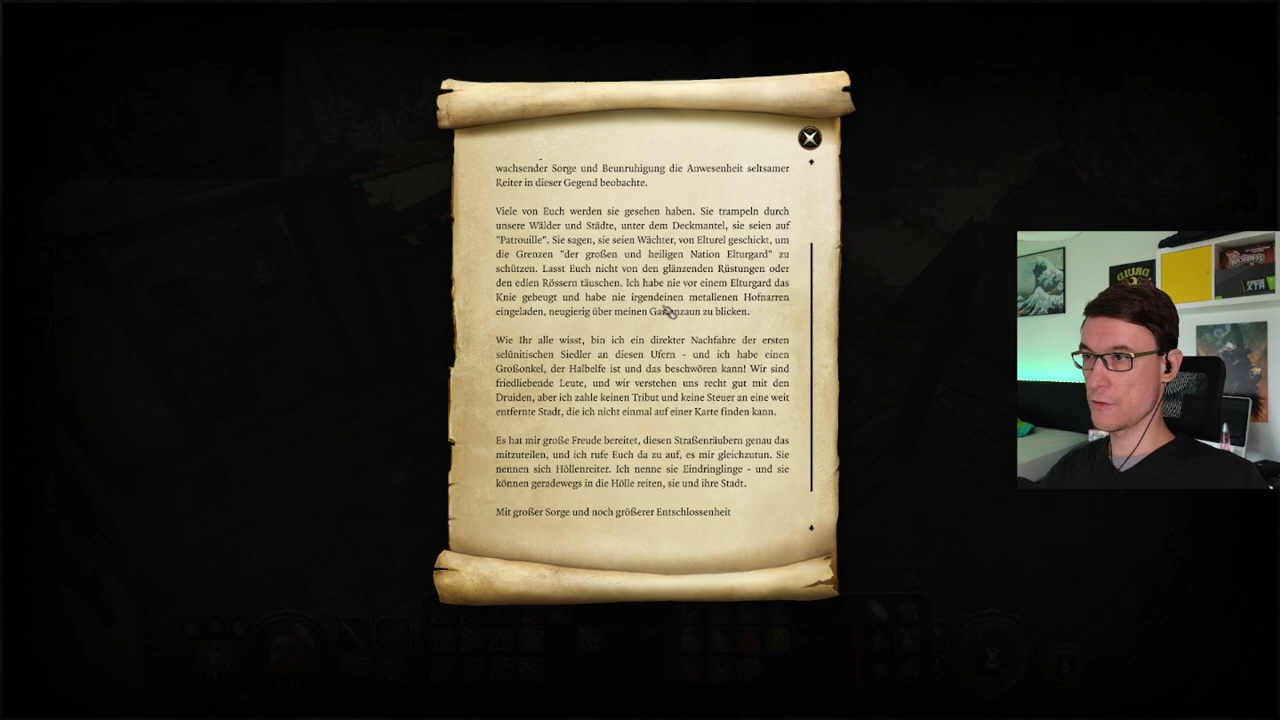 wachsender Sorge und Beunruhigung die Anwesenheit seltsamer
Reiter in dieser Gegend beobachte.
Viele von Euch werden sie gesehen haben. Sie trampeln durch
unsere Wälder und Städte, unter dem Deckmantel, sie seien auf
"Patrouille". Sie sagen, sie seien Wächter, von Elturel geschickt, um
die Grenzen "der großen und heiligen Nation Elturgard" zu
schützen. Lasst Euch nicht von den glänzenden Rüstungen oder
den edlen Rössern täuschen. Ich habe nie vor einem Elturgard das
Knie gebeugt und habe nie irgendeinen metallenen Hofnarren
eingeladen, neugierig über meinen Gartenzaun zu blicken.
Wie Ihr alle wisst, bin ich ein direkter Nachfahre der ersten
selûnitischen Siedler an diesen Ufern - und ich habe einen
Großonkel, der Halbelfe ist und das beschwören kann! Wir sind
friedliebende Leute, und wir verstehen uns recht gut mit den
Druiden, aber ich zahle keinen Tribut und keine Steuer an eine weit
entfernte Stadt, die ich nicht einmal auf einer Karte finden kann.
Es hat mir große Freude bereitet, diesen Straßenräubern genau das
mitzuteilen, und ich rufe Euch da zu auf, es mir gleichzutun. Sie
nennen sich Höllenreiter. Ich nenne sie Eindringlinge - und sie
können geradewegs in die Hölle reiten, sie und ihre Stadt.
Mit großer Sorge und noch größerer Entschlossenheit
DRUID
RTX